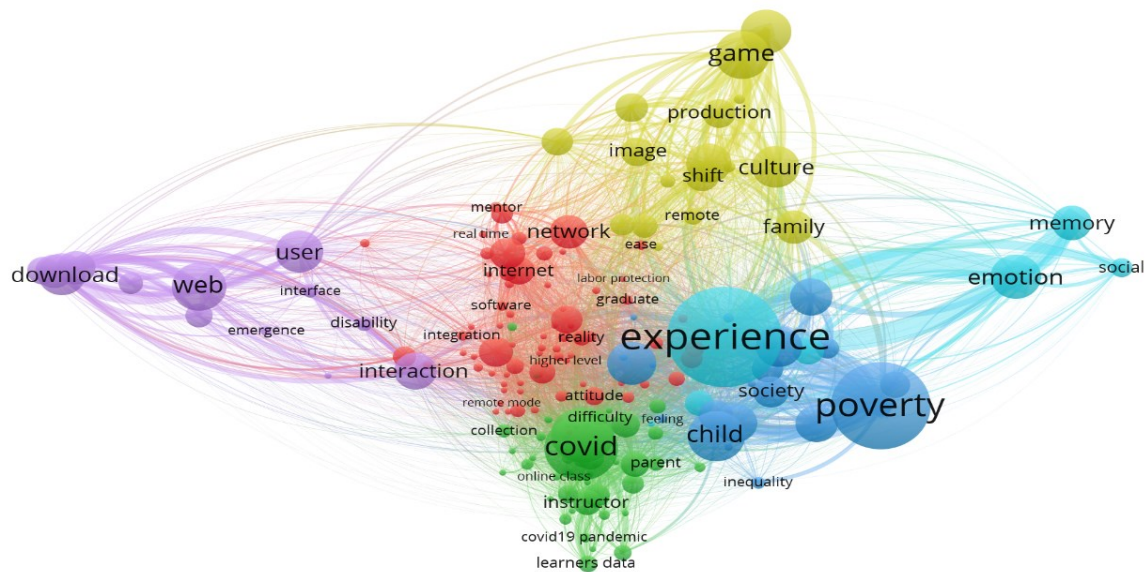 game
production
image
shift
culture
mentor
remote
real time
network
ease
family
memory
user
internet
labor protection
emotion
social
download
web
interface
software
graduate
emergence
disability
integration
reality
experience
higher level
interaction
attitude
society
poverty
remote mode
difficulty
feeling
collection
covid
child
parent
online class
inequality
instructor
covid19 pandemic
learners data